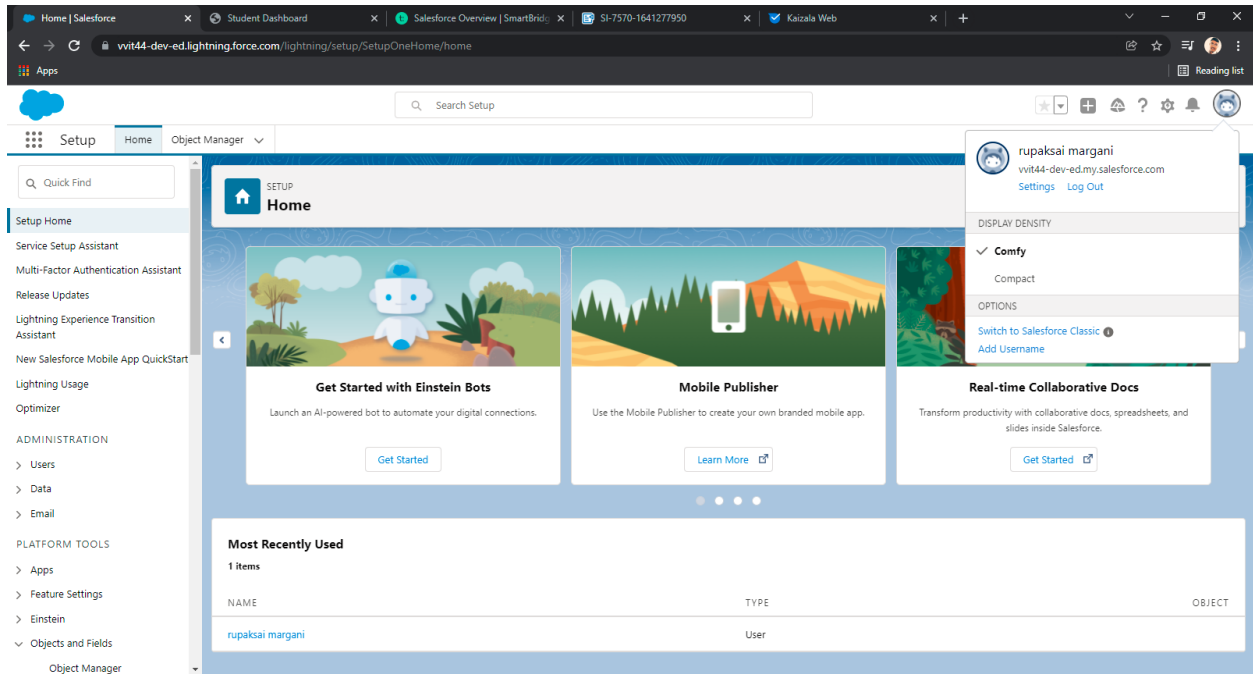 Home | Salesforce
Student Dashboard
Salesforce Overview | SmartBridg
SI-7570-1641277950
Kaizala Web
vvit44-dev-ed.lightning.force.com/lightning/setup/SetupOneHome/home
Apps
Reading list
Search Setup
Setup
Home
Object Manager
rupaksai margani
vvit44-dev-ed.my.salesforce.com
Settings Log Out
DISPLAY DENSITY
Comfy
Compact
OPTIONS
Switch to Salesforce Classic
Add Username
Quick Find
Setup Home
Service Setup Assistant
Multi-Factor Authentication Assistant
Release Updates
Lightning Experience Transition
Assistant
New Salesforce Mobile App QuickStart
Lightning Usage
Optimizer
ADMINISTRATION
Users
Data
Email
PLATFORM TOOLS
Apps
Feature Settings
Einstein
Objects and Fields
Object Manager
SETUP
Home
Get Started with Einstein Bots
Launch an AI-powered bot to automate your digital connections.
Get Started
Mobile Publisher
Use the Mobile Publisher to create your own branded mobile app.
Learn More
Real-time Collaborative Docs
Transform productivity with collaborative docs, spreadsheets, and
slides inside Salesforce.
Get Started
Most Recently Used
1 items
NAME TYPE OBJECT
rupaksai margani User